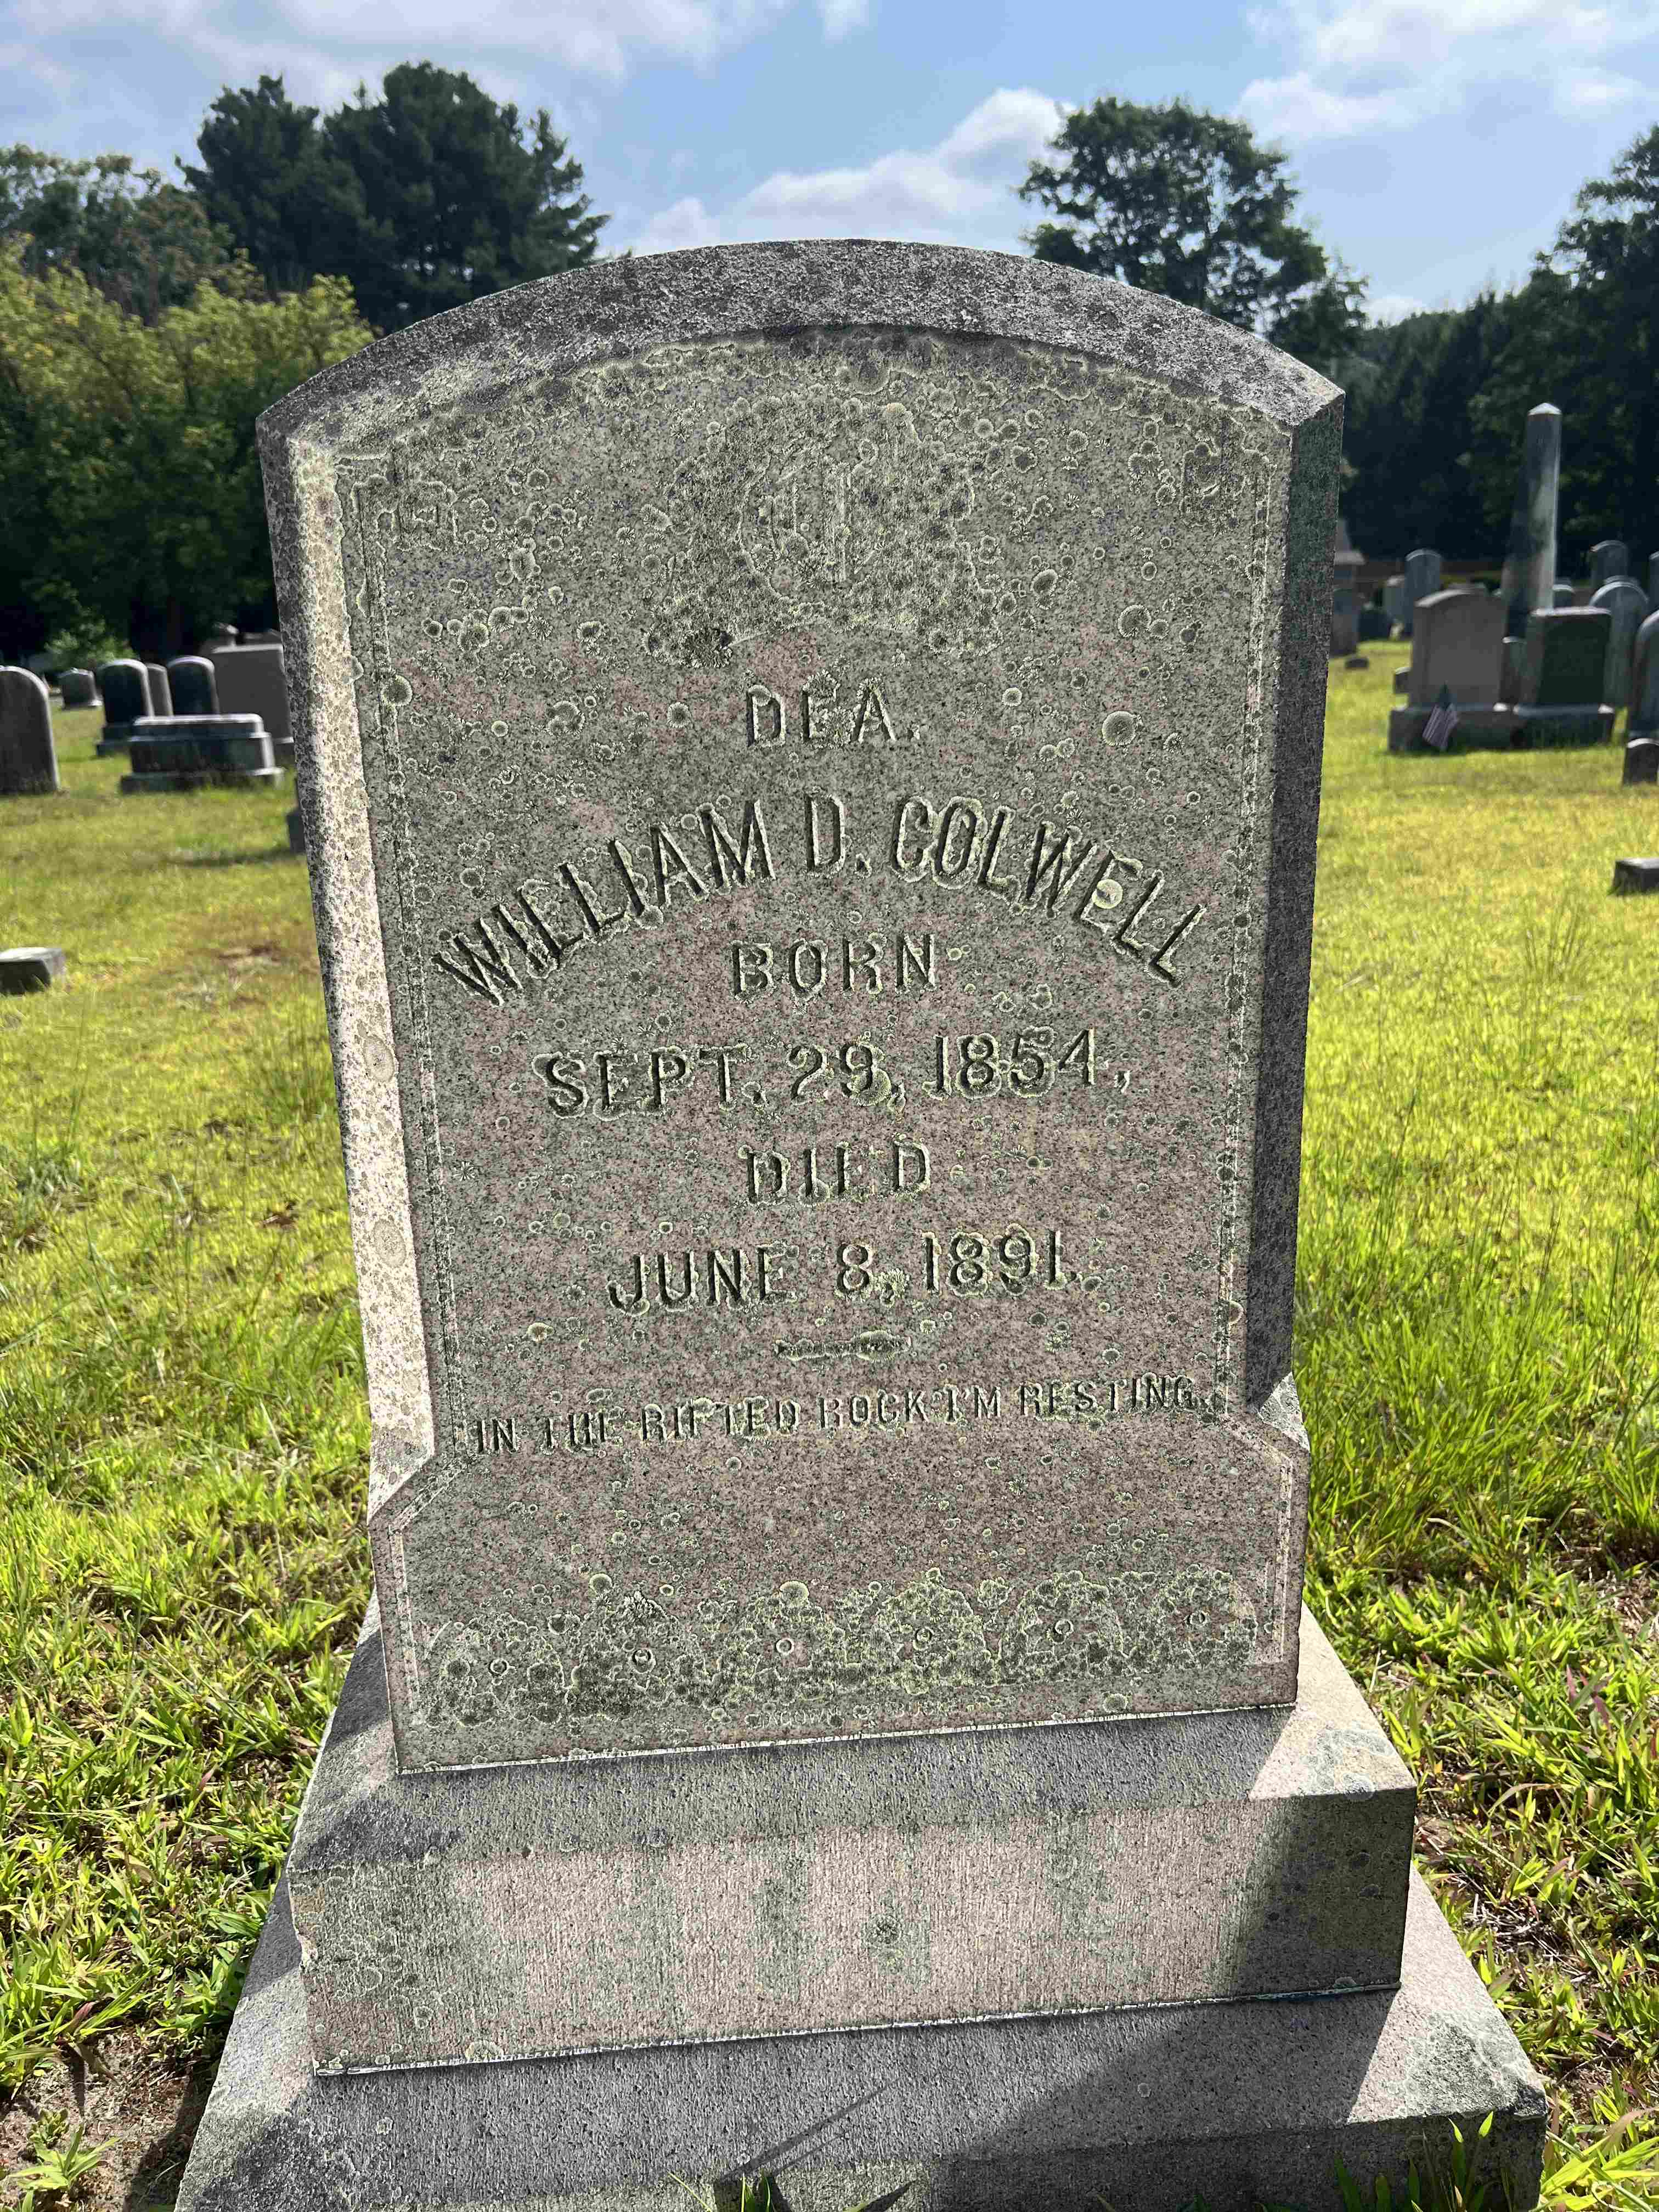 DEA.
WILLIAM D. COLWELL
BORN
SEPT. 29, 1854,
DIED
JUNE 8, 1891.
IN THE RIFTED ROCK I'M RESTING.